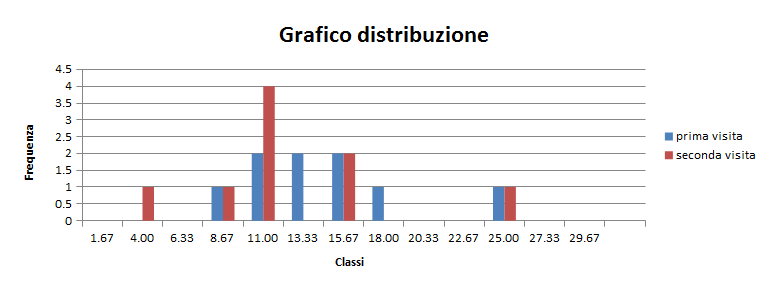 Grafico distribuzione
4.5
4
3.5
3
2.5
2
1.5
1
0.5
0
Frequenza
1.67 4.00 6.33 8.67 11.00 13.33 15.67 18.00 20.33 22.67 25.00 27.33 29.67
Classi
prima visita
seconda visita